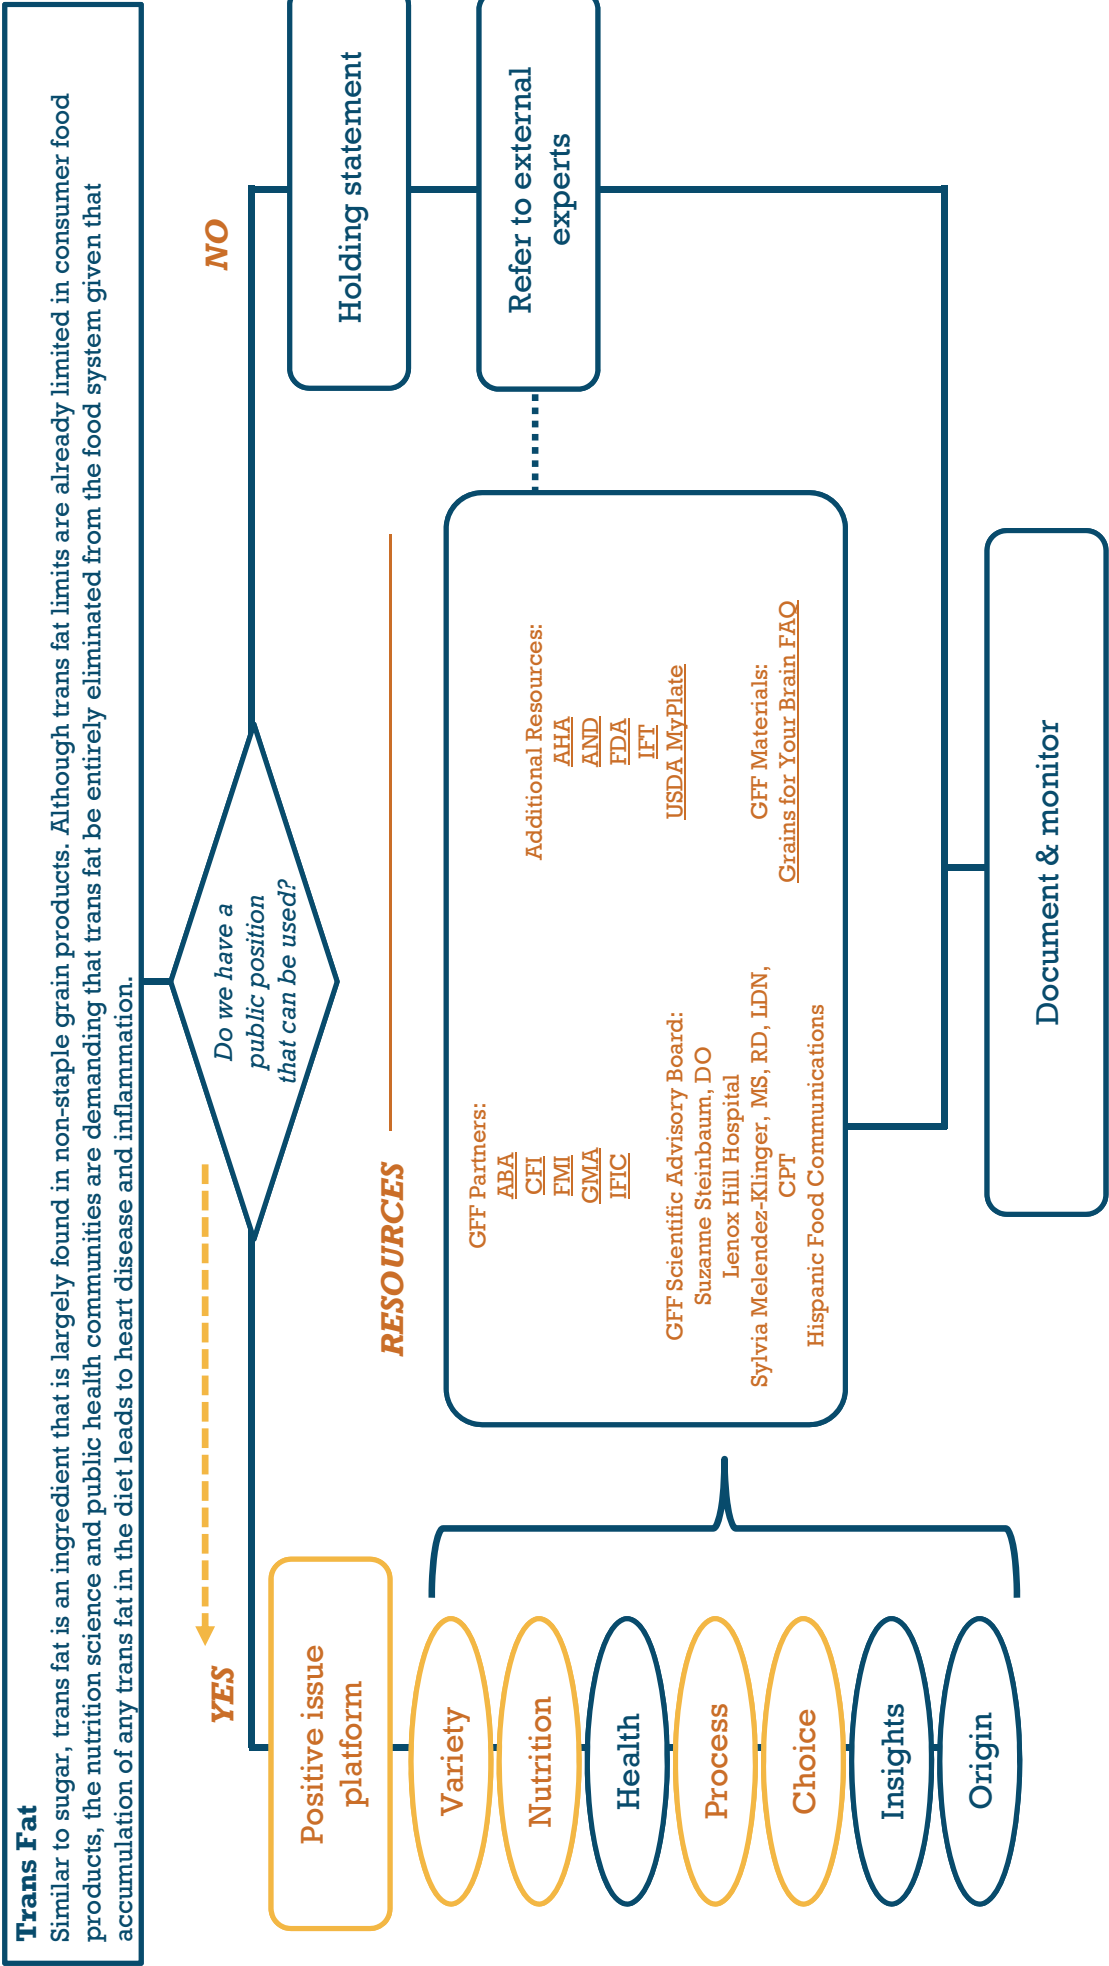 Trans Fat
Similar to sugar, trans fat is an ingredient that is largely found in non-staple grain products. Although trans fat limits are already limited in consumer food
products, the nutrition science and public health communities are demanding that trans fat be entirely eliminated from the food system given that
accumulation of any trans fat in the diet leads to heart disease and inflammation.
Do we have a
public position
that can be used?
YES
NO
Positive issue
platform
Variety
Nutrition
Health
Process
Choice
Insights
Origin
RESOURCES
GFF Partners:
ABA
CFI
FMI
GMA
IFIC
GFF Scientific Advisory Board:
Suzanne Steinbaum, DO
Lenox Hill Hospital
Sylvia Melendez-Klinger, MS, RD, LDN,
CPT
Hispanic Food Communications
Additional Resources:
AHA
AND
FDA
IFT
USDA MyPlate
GFF Materials:
Grains for Your Brain FAQ
Holding statement
Refer to external
experts
Document & monitor